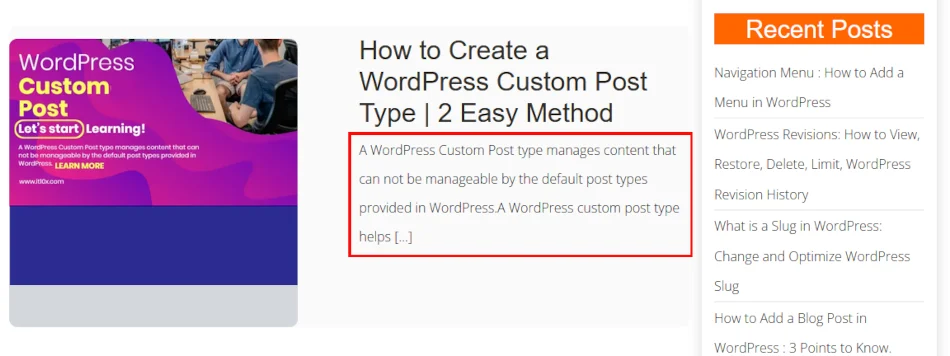 WordPress
Custom
Post
Let's start Learning!
A WordPress Custom Post type manages content that can
not be manageable by the default post types provided in
WordPress. LEARN MORE
www.itd0x.com
How to Create a
WordPress Custom Post
Type | 2 Easy Method
A WordPress Custom Post type manages content that
can not be manageable by the default post types
provided in WordPress.A WordPress custom post type
helps [...]
Recent Posts
Navigation Menu : How to Add a
Menu in WordPress
WordPress Revisions: How to View,
Restore, Delete, Limit, WordPress
Revision History
What is a Slug in WordPress:
Change and Optimize WordPress
Slug
How to Add a Blog Post in
WordPress : 3 Points to Know.